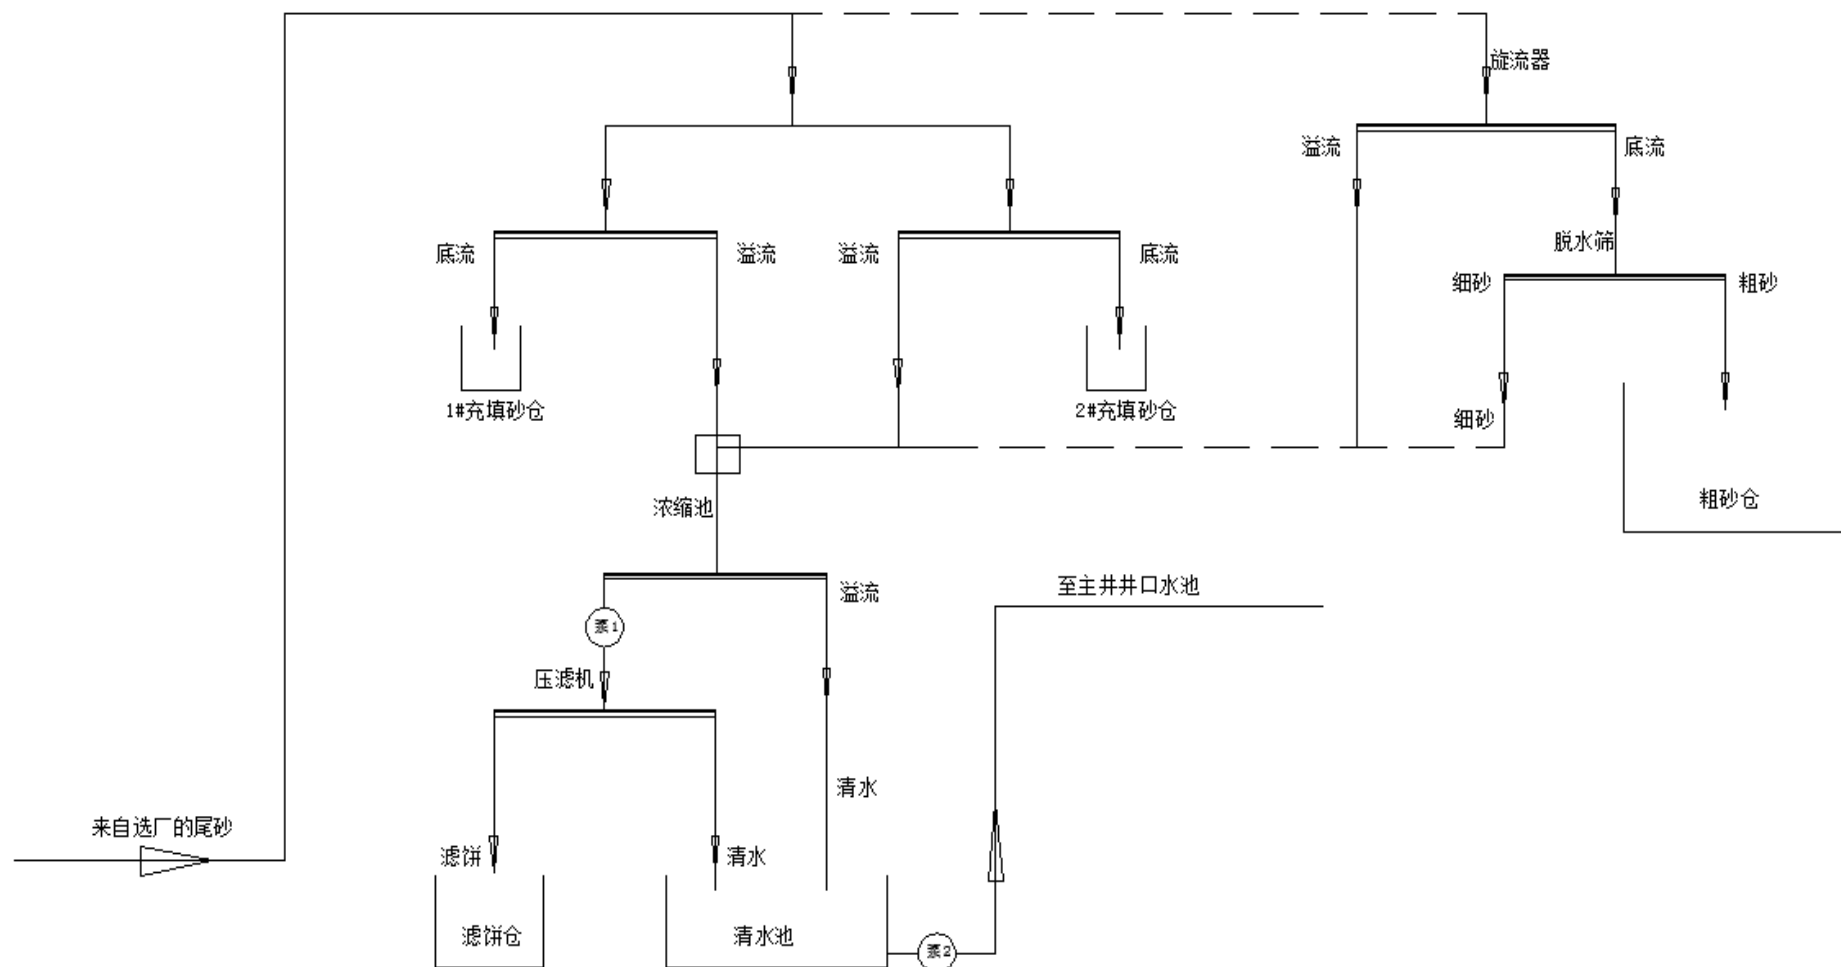 旋流器
溢流
底流
底流
溢流
溢流
底流
脱水筛
细砂
粗砂
1#充填砂仓
2#充填砂仓
细砂
浓缩池
粗砂仓
溢流
至主井井口水池
泵1
压滤机
清水
来自选厂的尾砂
滤饼
清水
滤饼仓
清水池
泵2